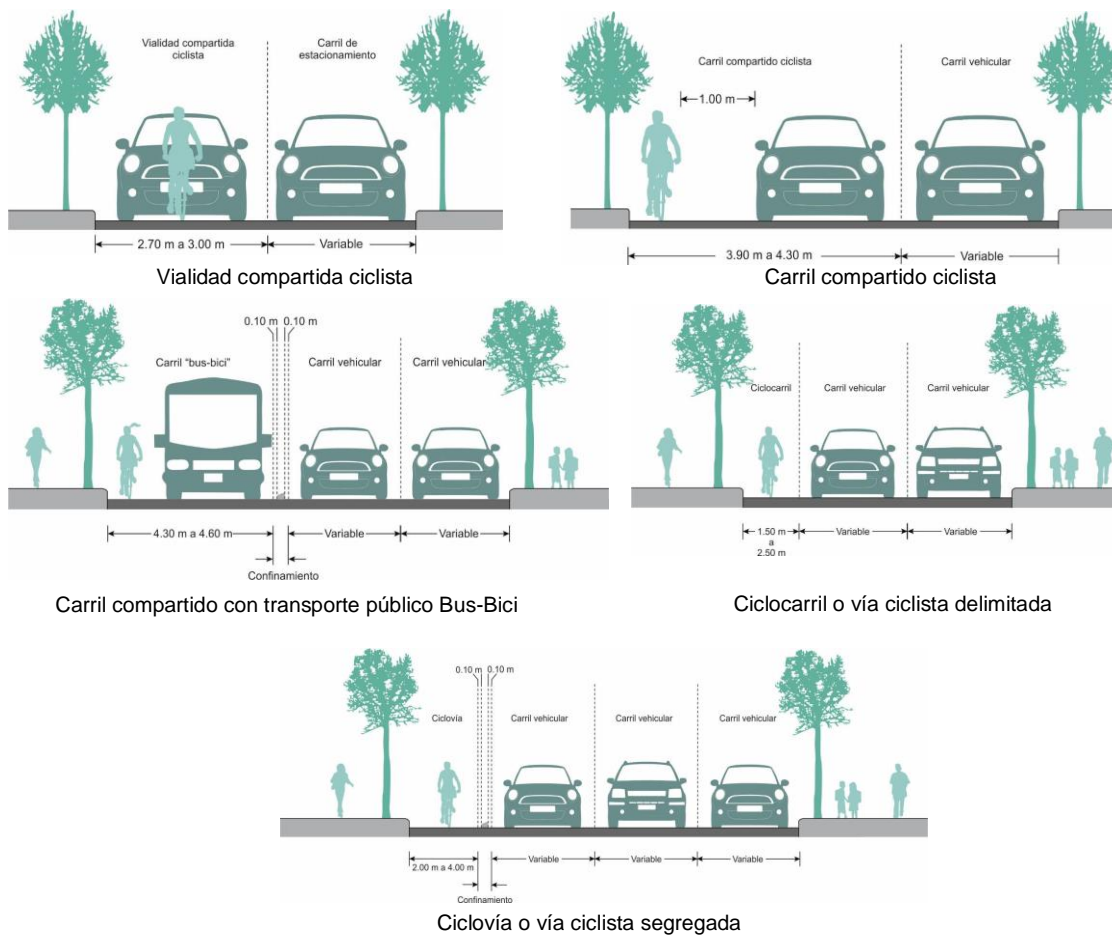 Vialidad compartida
ciclista
Carril de
estacionamiento
2.70 m a 3.00 m
Variable
Vialidad compartida ciclista
Carril compartido ciclista
Carril vehicular
1.00 m
3.90 m a 4.30 m
Variable
Carril compartido ciclista
0.10 m 0.10 m
Carril "bus-bici"
Carril vehicular
Carril vehicular
4.30 m a 4.60 m
Variable
Variable
Confinamiento
Carril compartido con transporte público Bus-Bici
Ciclocarril
Carril vehicular
Carril vehicular
1.50 m
a
2.50 m
Variable
Variable
Ciclocarril o vía ciclista delimitada
0.10 m 0.10 m
Ciclovía
Carril vehicular
Carril vehicular
Carril vehicular
2.00 m a 4.00 m
Variable
Variable
Variable
Confinamiento
Ciclovía o vía ciclista segregada